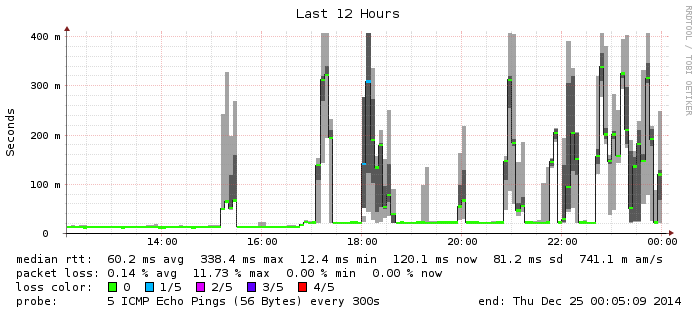 Last 12 Hours
RRDTOOL / TOBI OETIKER
Seconds
400 m
300 m
200 m
100 m
0
14:00 16:00 18:00 20:00 22:00 00:00
median rtt: 60.2 ms avg 338.4 ms max 12.4 ms min 120.1 ms now 81.2 ms sd 741.1 m am/s
packet loss: 0.14 % avg 11.73 % max 0.00 % min 0.00 % now
loss color: 0 1/5 2/5 3/5 4/5
probe: 5 ICMP Echo Pings (56 Bytes) every 300s end: Thu Dec 25 00:05:09 2014